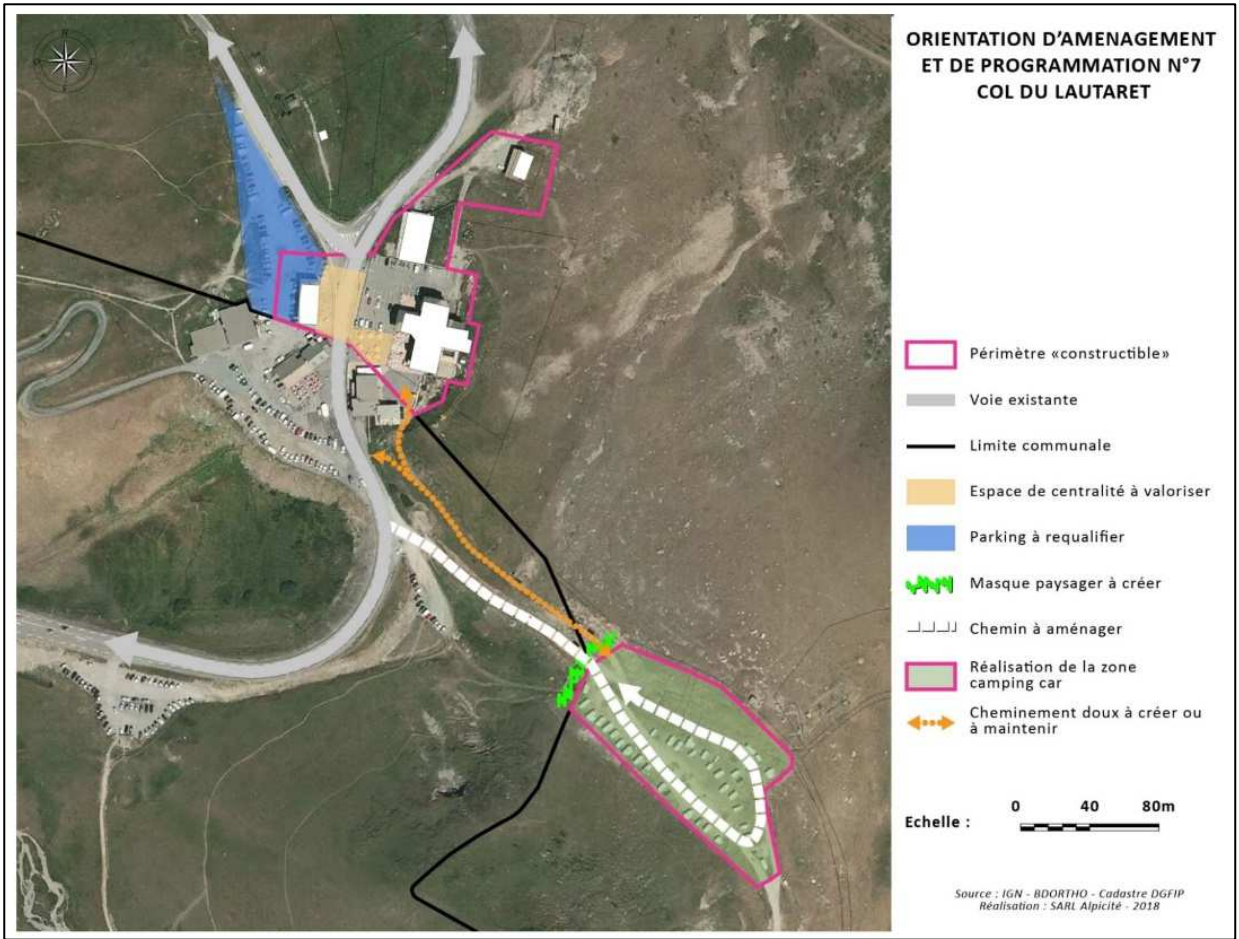 ORIENTATION D'AMENAGEMENT
ET DE PROGRAMMATION N°7
COL DU LAUTARET
Périmètre «constructible»
Voie existante
Limite communale
Espace de centralité à valoriser
Parking à requalifier
Masque paysager à créer
Chemin à aménager
Réalisation de la zone
camping car
Cheminement doux à créer ou
à maintenir
Echelle :
0 40 80m
Source : IGN - BDORTHO - Cadastre DGFIP
Réalisation : SARL Alpicité - 2018